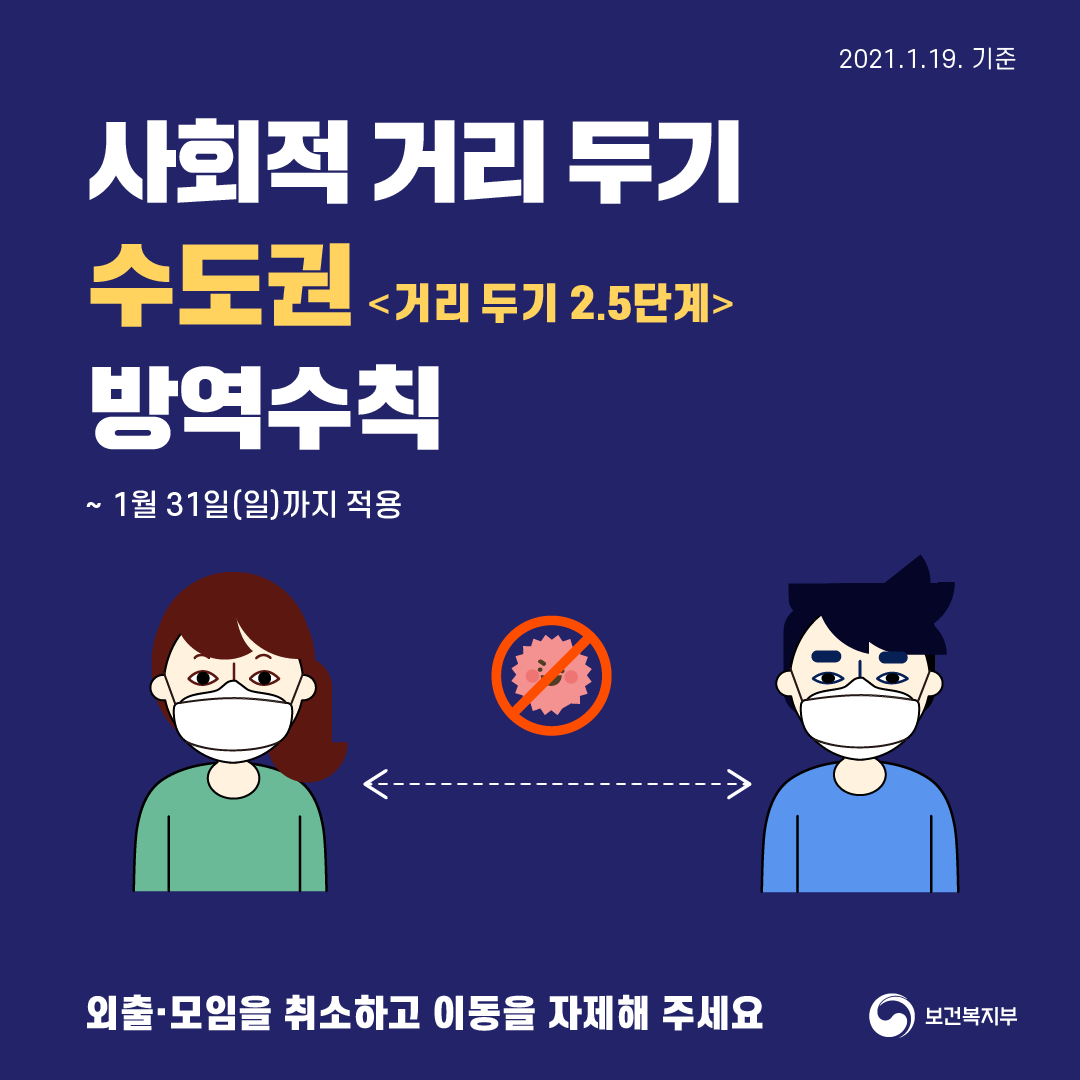 2021.1.19. 기준
사회적 거리 두기
수도권 <거리 두기 2.5단계>
방역수칙
~ 1월 31일(일)까지 적용
외출·모임을 취소하고 이동을 자제해 주세요
보건복지부